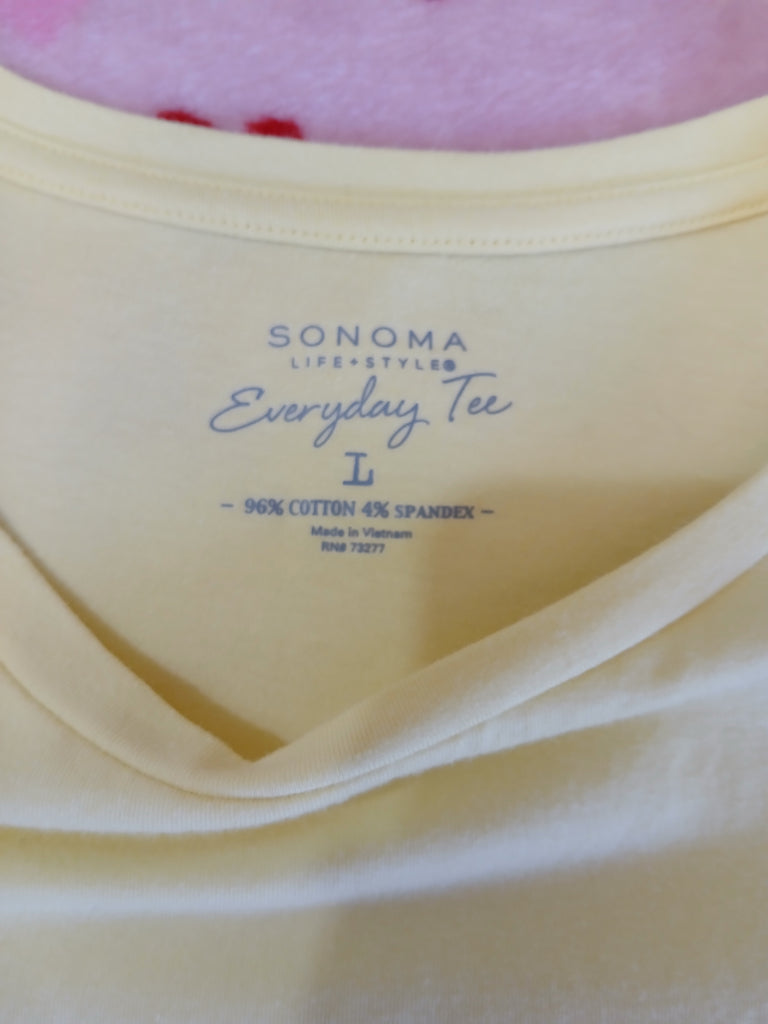 SONOMA
LIFE+STYLE®
Everyday Tee
L
- 96% COTTON 4% SPANDEX -
Made in Vietnam
RN# 73277